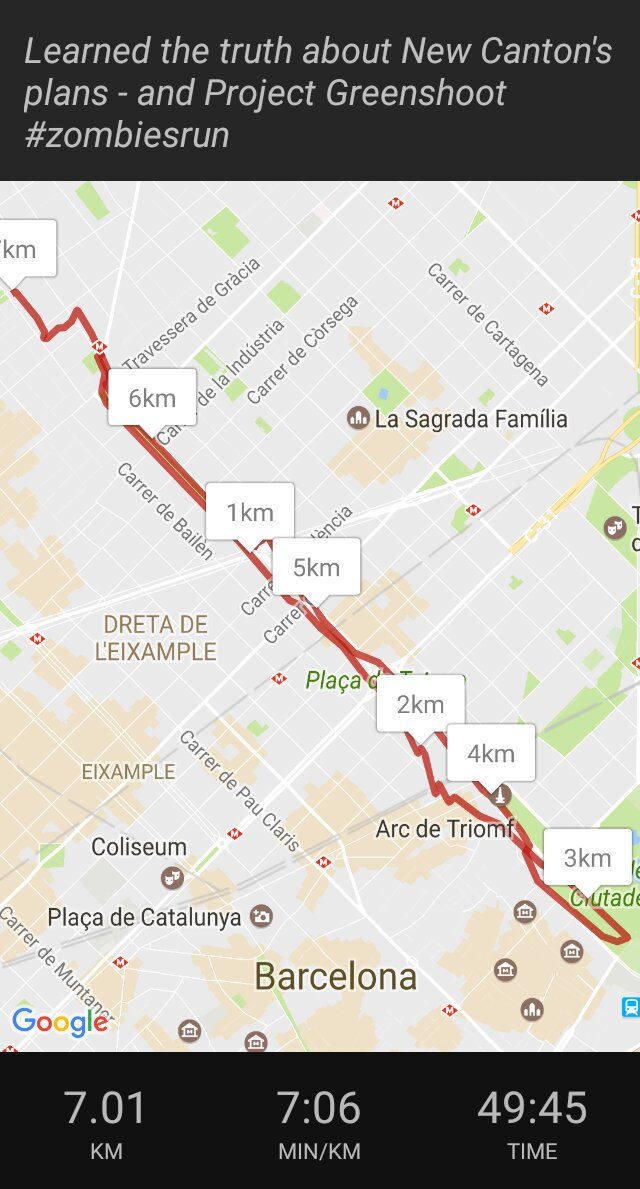 Learned the truth about New Canton's
plans - and Project Greenshoot
#zombiesrun
7km
Travessera de Gràcia
Carrer de Cartagena
Carrer de la Indústria
Carrer de Còrsega
6km
La Sagrada Família
Carrer de Bailèn
1km
5km
DRETA DE
L'EIXAMPLE
Plaça de
2km
4km
EIXAMPLE
Carrer de Pau Claris
Arc de Triomf
Coliseum
3km
Plaça de Catalunya
Carrer de Muntaner
Barcelona
Google
7.01
7:06
49:45
KM
MIN/KM
TIME